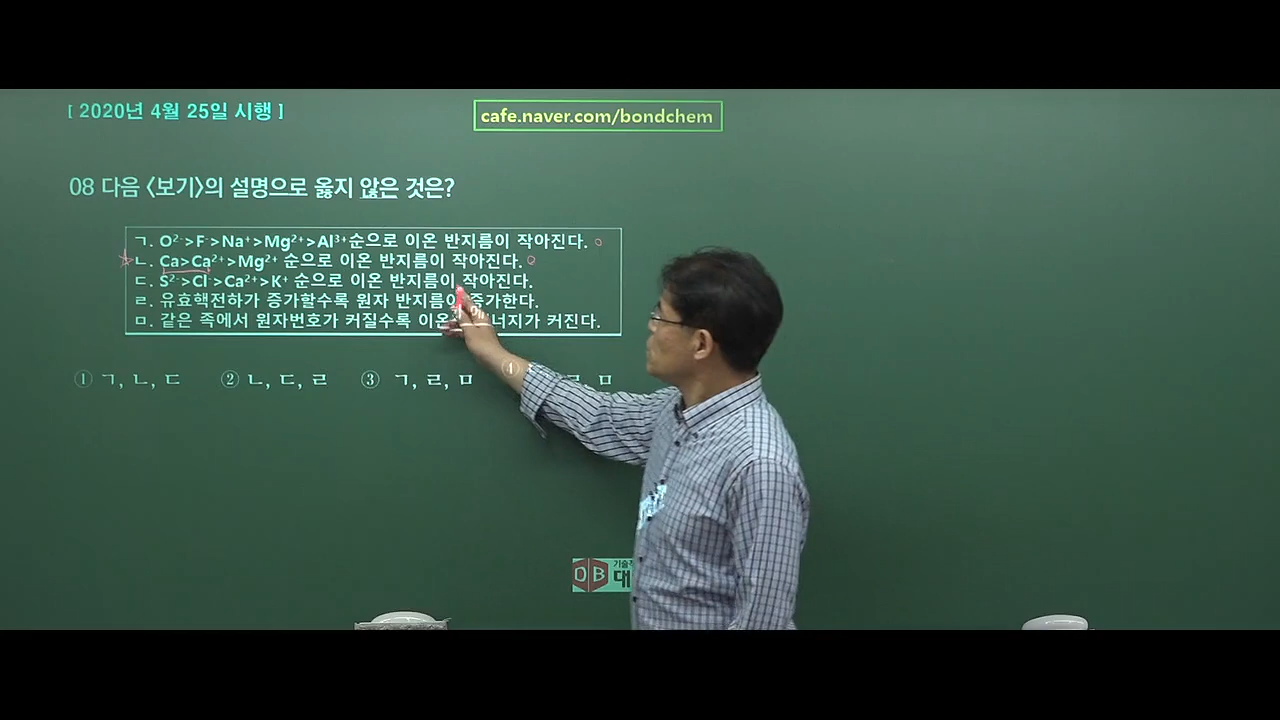 [ 2020년 4월 25일 시행 ]
cafe.naver.com/bondchem
08 다음 〈보기〉의 설명으로 옳지 않은 것은?
ㄱ. O²⁻>F⁻>Na⁺>Mg²⁺>Al³⁺순으로 이온 반지름이 작아진다.
ㄴ. Ca>Ca²⁺>Mg²⁺ 순으로 이온 반지름이 작아진다.
ㄷ. S²⁻>Cl⁻>Ca²⁺>K⁺ 순으로 이온 반지름이 작아진다.
ㄹ. 유효핵전하가 증가할수록 원자 반지름이 증가한다.
ㅁ. 같은 족에서 원자번호가 커질수록 이온화 에너지가 커진다.
① ㄱ, ㄴ, ㄷ ② ㄴ, ㄷ, ㄹ ③ ㄱ, ㄹ, ㅁ ④ ㄹ, ㅁ
DB